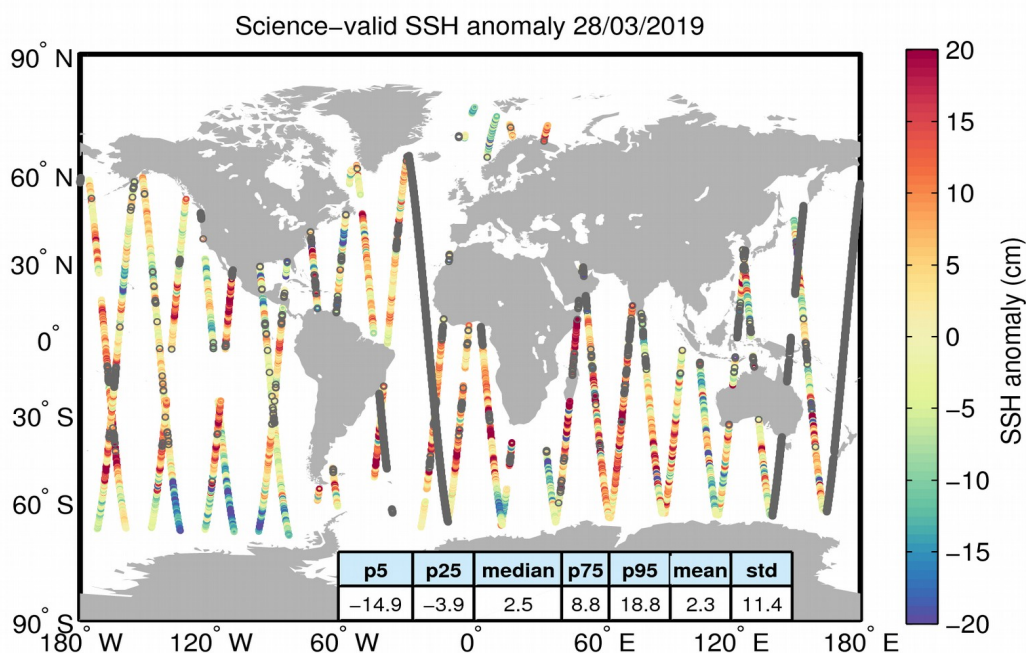 Science−valid SSH anomaly 28/03/2019
90° N
60° N
30° N
0°
30° S
60° S
90° S
180° W
120° W
60° W
0°
60° E
120° E
180° E
p5 p25 median p75 p95 mean std
−14.9 −3.9 2.5 8.8 18.8 2.3 11.4
20
15
10
5
0
−5
−10
−15
−20
SSH anomaly (cm)